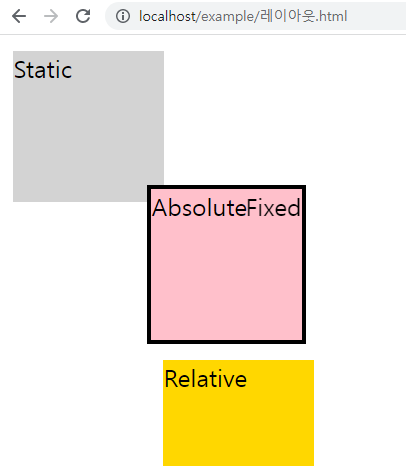 localhost/example/레이아웃.html
Static
AbsoluteFixed
Relative